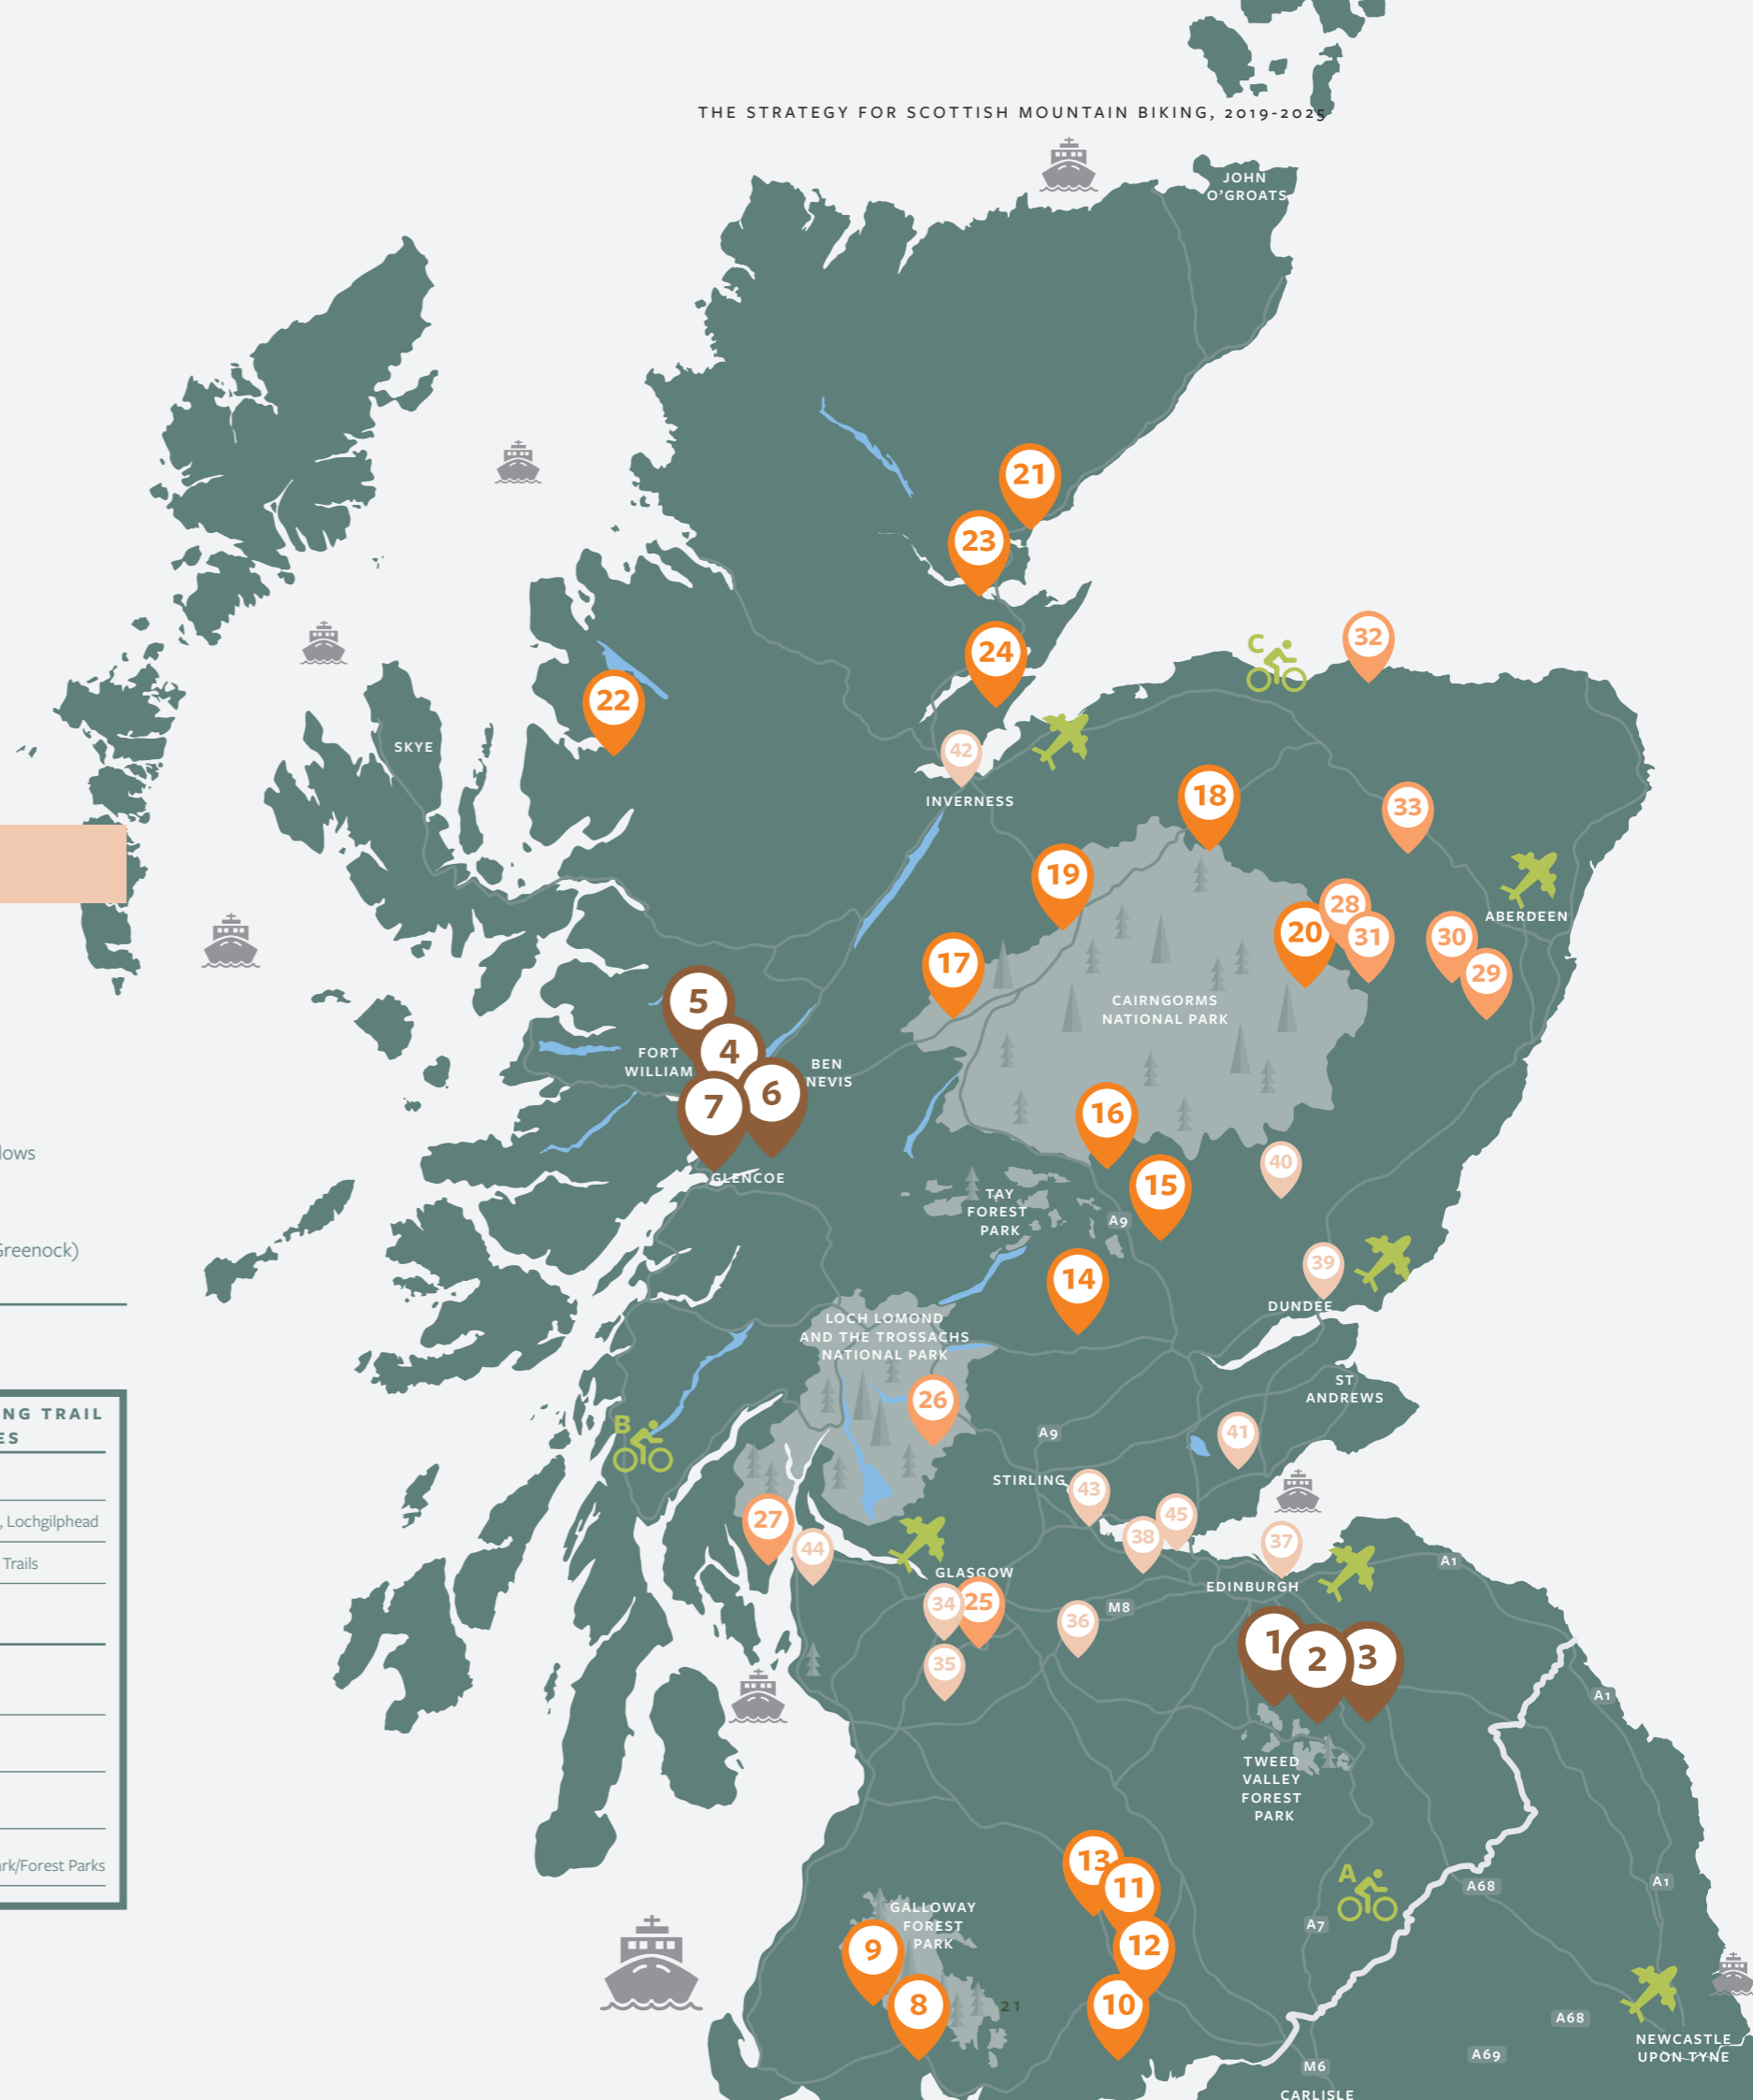 THE STRATEGY FOR SCOTTISH MOUNTAIN BIKING, 2019-2025
JOHN
O'GROATS
21
23
24
C
32
22
SKYE
42
INVERNESS
18
33
19
28
ABERDEEN
20
31
30
17
29
5
CAIRNGORMS
NATIONAL PARK
4
FORT
WILLIAM
BEN
NEVIS
6
7
16
lows
40
GLENCOE
15
TAY
FOREST
PARK
A9
Greenock)
39
14
DUNDEE
LOCH LOMOND
AND THE TROSSACHS
NATIONAL PARK
ST
ANDREWS
26
NG TRAIL
ES
B
A9
41
STIRLING
43
, Lochgilphead
27
45
38
44
37
Trails
A1
GLASGOW
EDINBURGH
34
25
M8
36
1
2
3
35
A1
TWEED
VALLEY
FOREST
PARK
ark/Forest Parks
13
11
A
A68
A1
GALLOWAY
FOREST
PARK
A7
9
12
8
21
10
A68
NEWCASTLE
UPON TYNE
A69
M6
CARLISLE